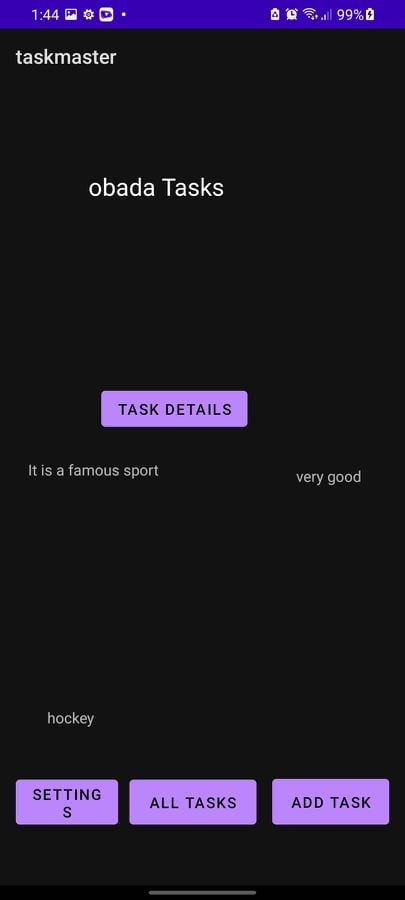 1:44 99%
taskmaster
obada Tasks
TASK DETAILS
It is a famous sport
very good
hockey
SETTING
S
ALL TASKS
ADD TASK